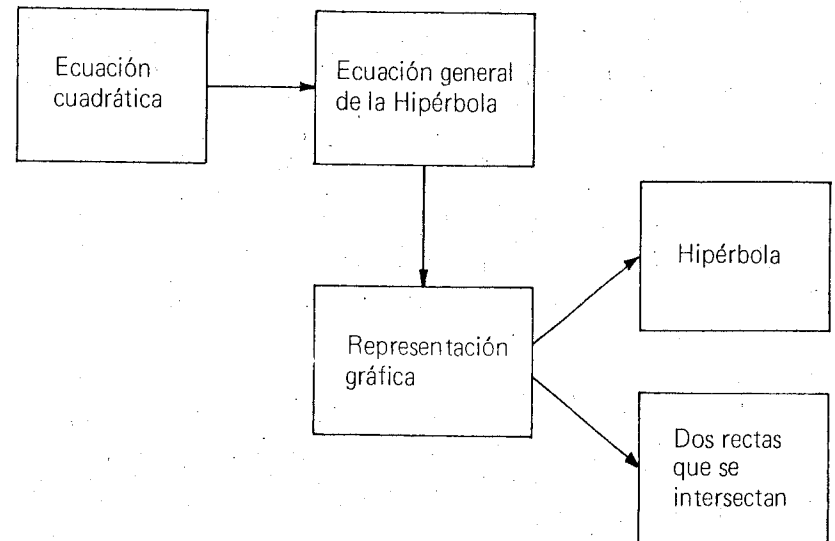 Ecuación
cuadrática
Ecuación general
de la Hipérbola
Hipérbola
Representación
gráfica
Dos rectas
que se
intersectan